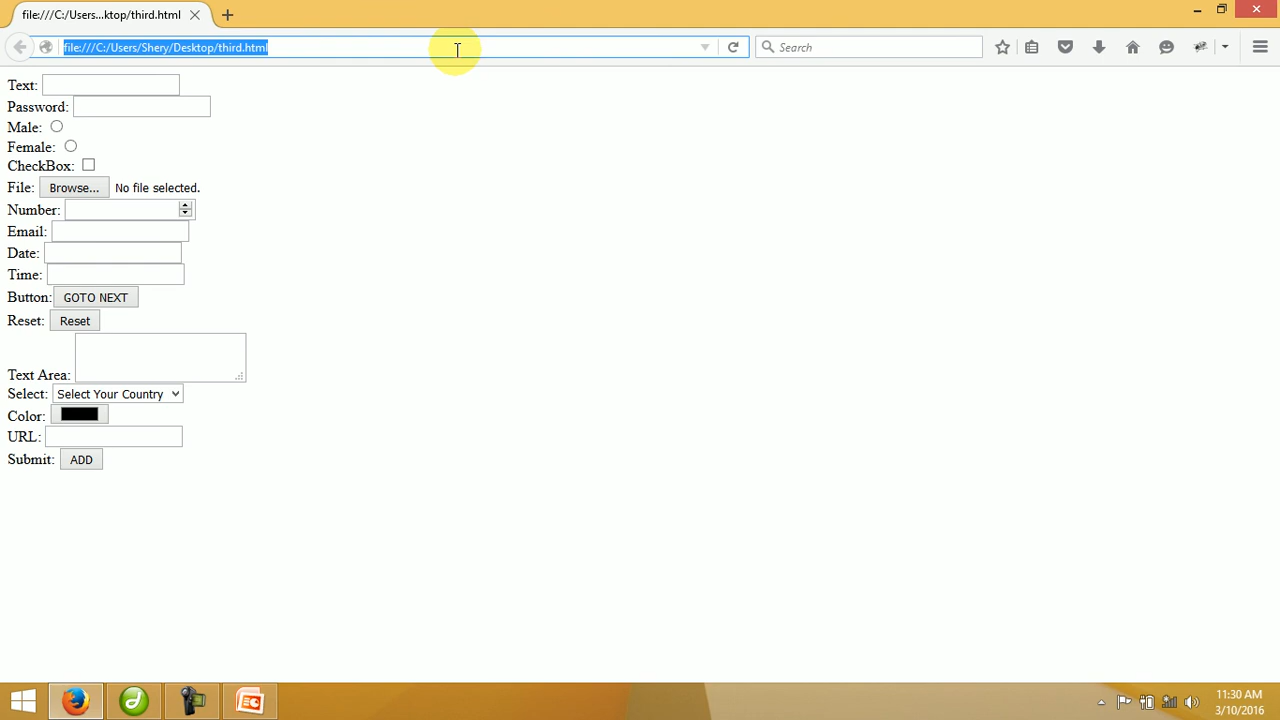 file:///C:/Users...ktop/third.html
file:///C:/Users/Shery/Desktop/third.html
Search
Text:
Password:
Male:
Female:
CheckBox:
File: Browse... No file selected.
Number:
Email:
Date:
Time:
Button: GOTO NEXT
Reset: Reset
Text Area:
Select: Select Your Country
Color:
URL:
Submit: ADD
11:30 AM
3/10/2016